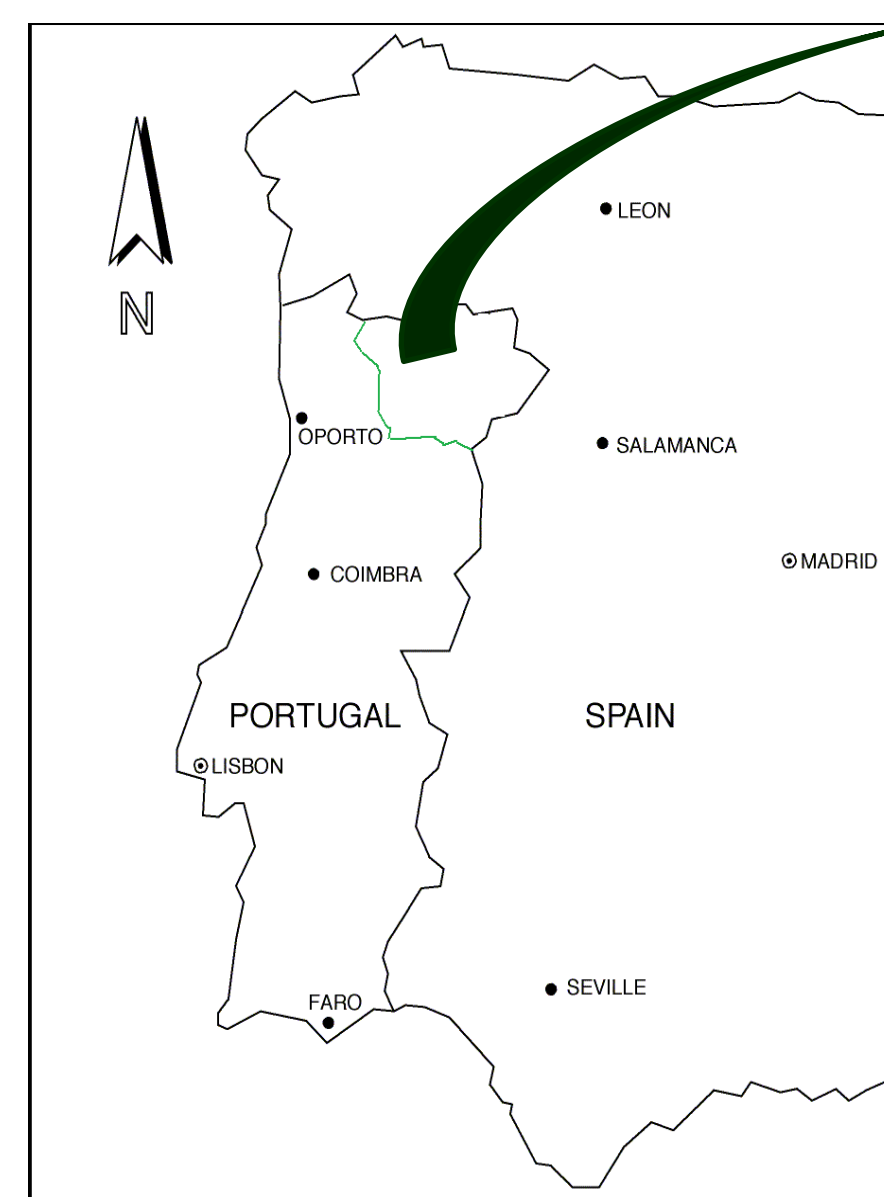 LEON
N
OPORTO
SALAMANCA
MADRID
COIMBRA
PORTUGAL
SPAIN
LISBON
SEVILLE
FARO